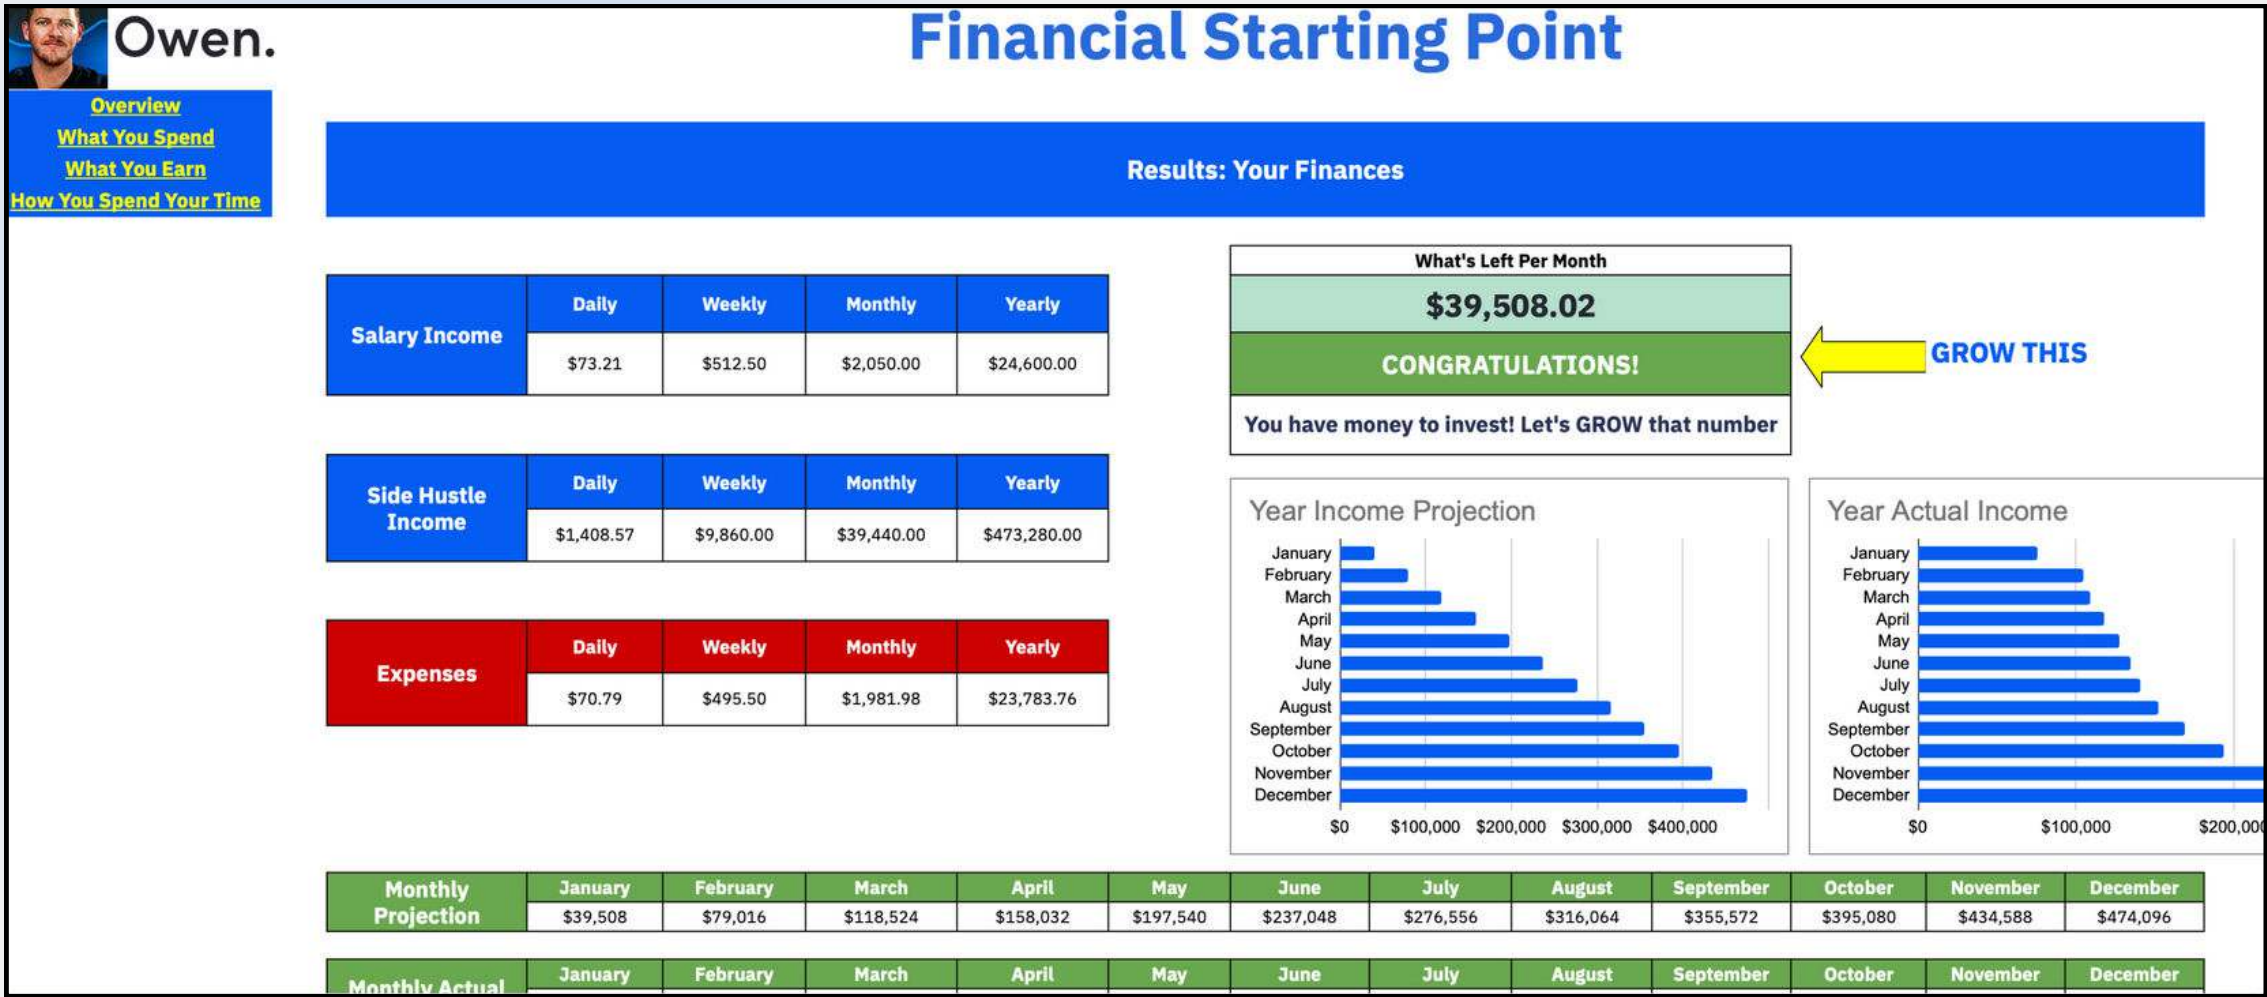 Owen.
Financial Starting Point
Overview
What You Spend
What You Earn
How You Spend Your Time
Results: Your Finances
Salary Income
Daily Weekly Monthly Yearly
$73.21 $512.50 $2,050.00 $24,600.00
What's Left Per Month
$39,508.02
CONGRATULATIONS!
You have money to invest! Let's GROW that number
GROW THIS
Side Hustle
Income
Daily Weekly Monthly Yearly
$1,408.57 $9,860.00 $39,440.00 $473,280.00
Expenses
Daily Weekly Monthly Yearly
$70.79 $495.50 $1,981.98 $23,783.76
Year Income Projection
January
February
March
April
May
June
July
August
September
October
November
December
$0 $100,000 $200,000 $300,000 $400,000
Year Actual Income
January
February
March
April
May
June
July
August
September
October
November
December
$0 $100,000 $200,00
Monthly
Projection
January February March April May June July August September October November December
$39,508 $79,016 $118,524 $158,032 $197,540 $237,048 $276,556 $316,064 $355,572 $395,080 $434,588 $474,096
Monthly Actual
January February March April May June July August September October November December